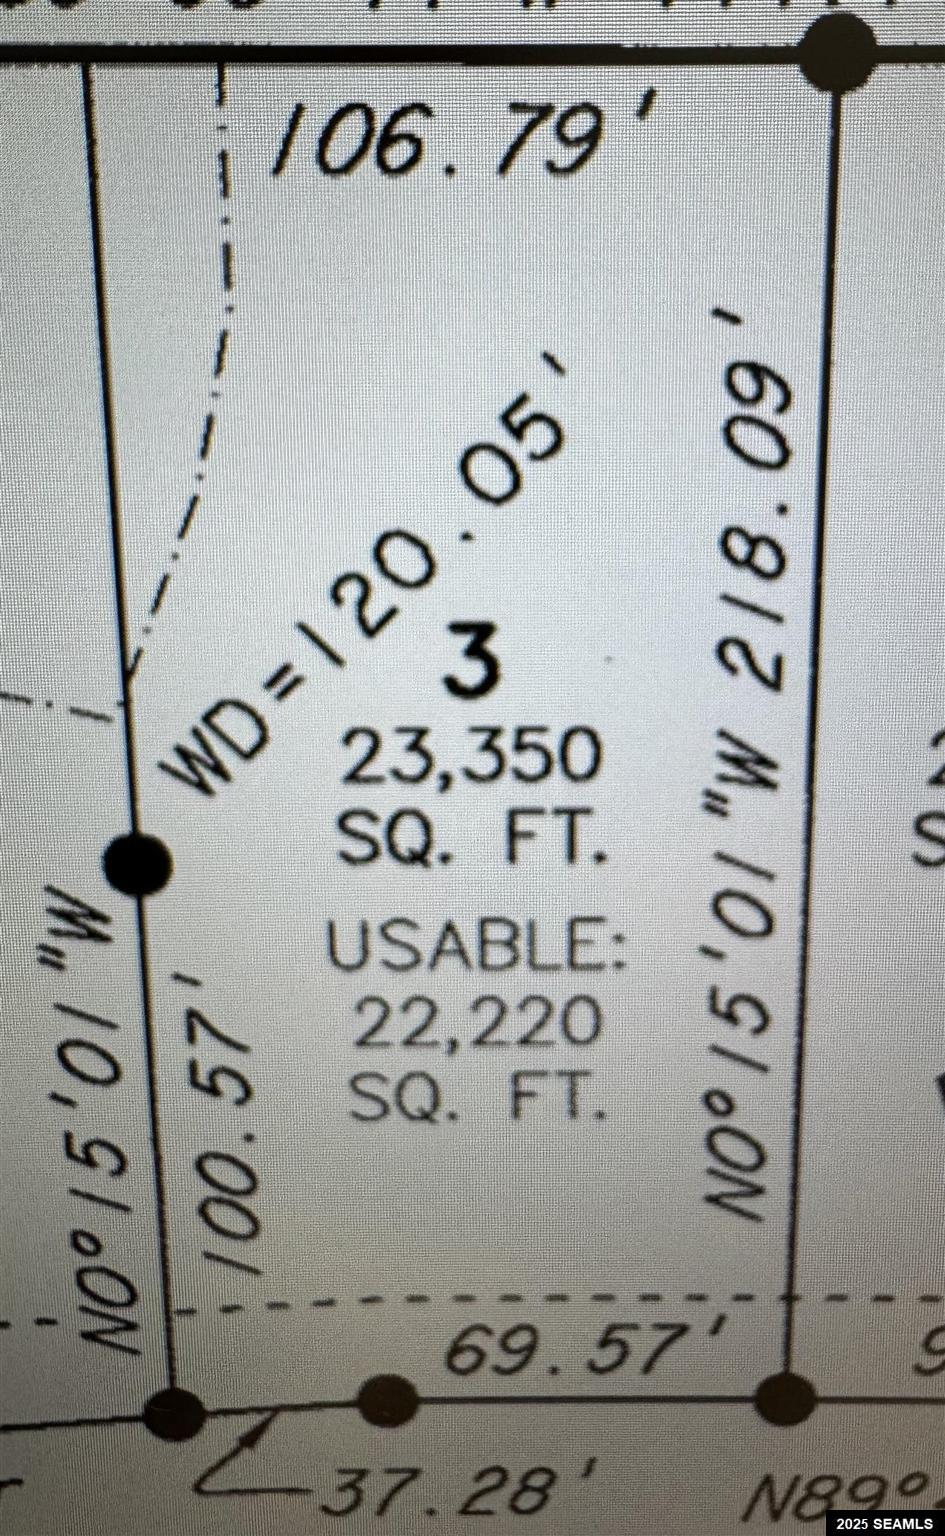 106.79'
WD=120.05'
N0°15'01"W 218.09'
3
23,350
SQ. FT.
USABLE:
22,220
SQ. FT.
N0°15'01"W
100.57'
69.57'
37.28'
N89°
2025 SEAMLS